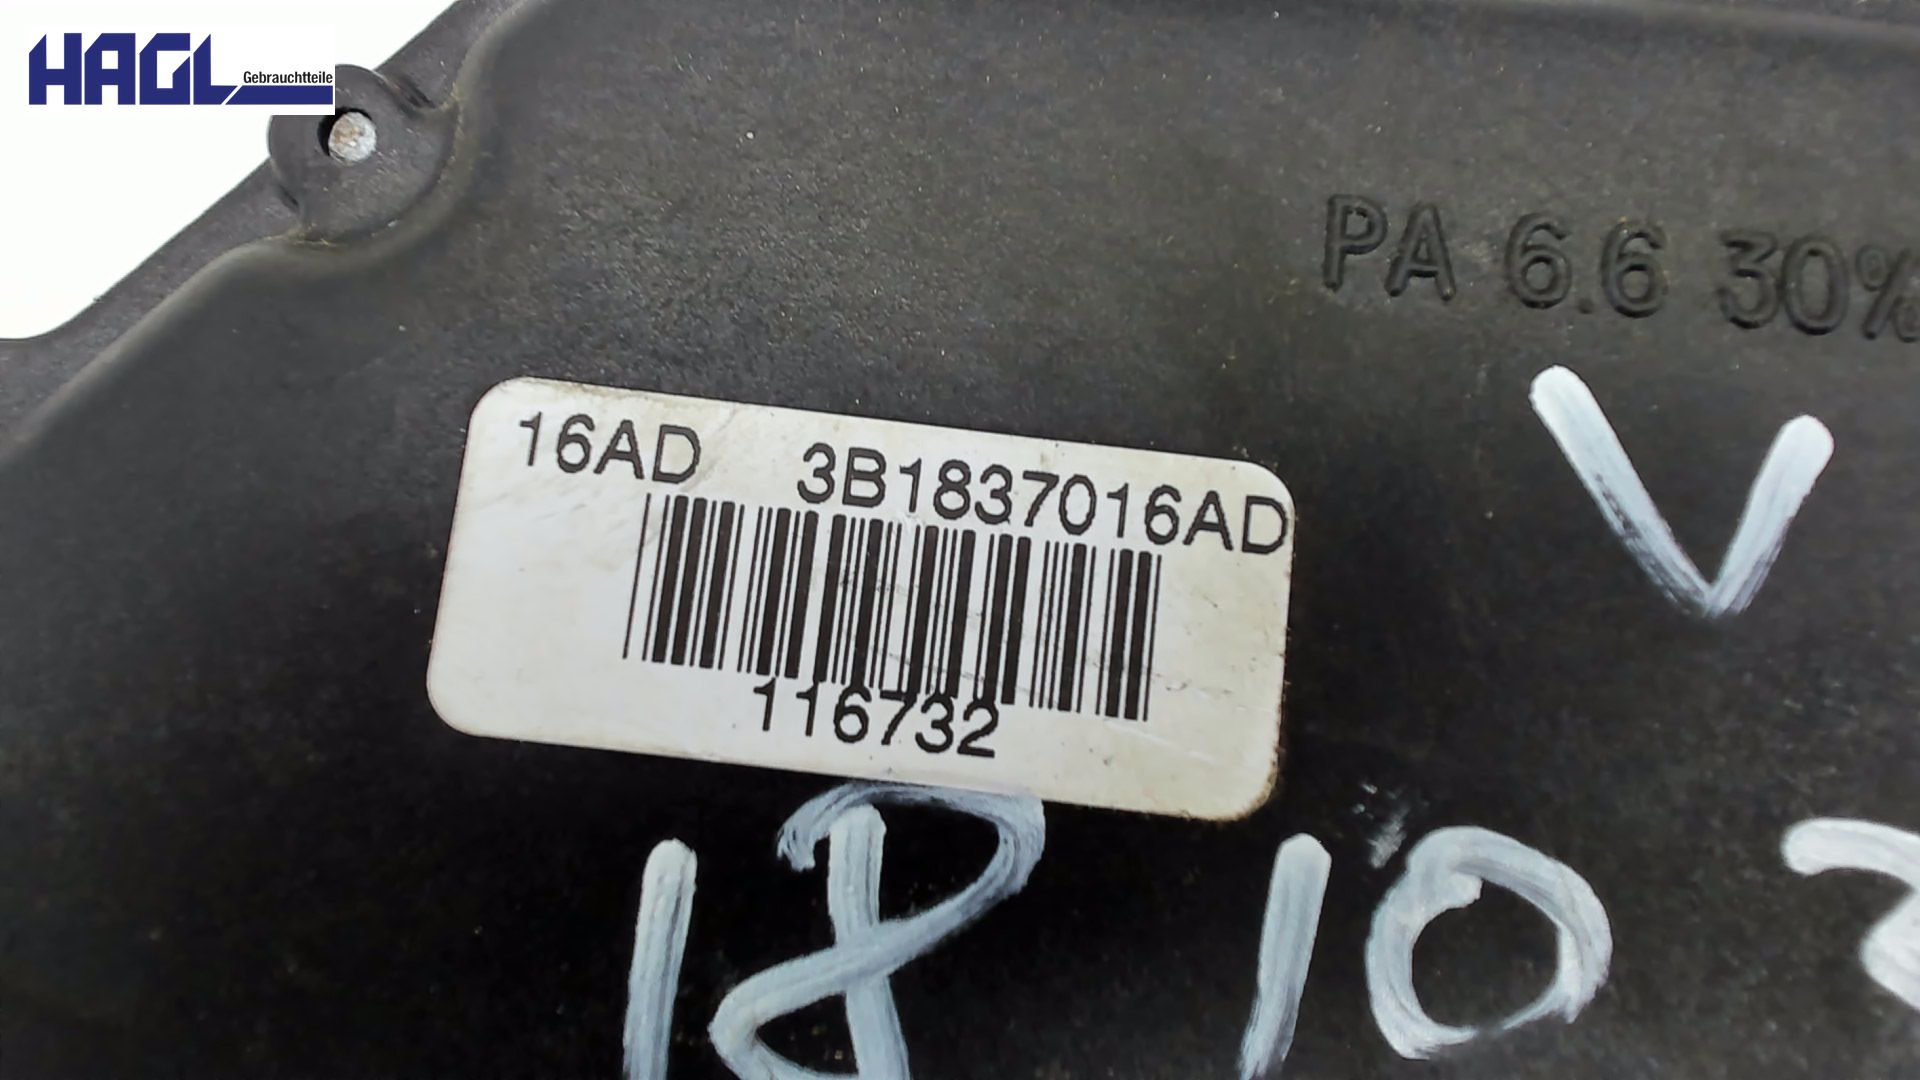 HAGL
Gebrauchtteile
PA 6.6 30%
V
16AD 3B1837016AD
116732
18 10